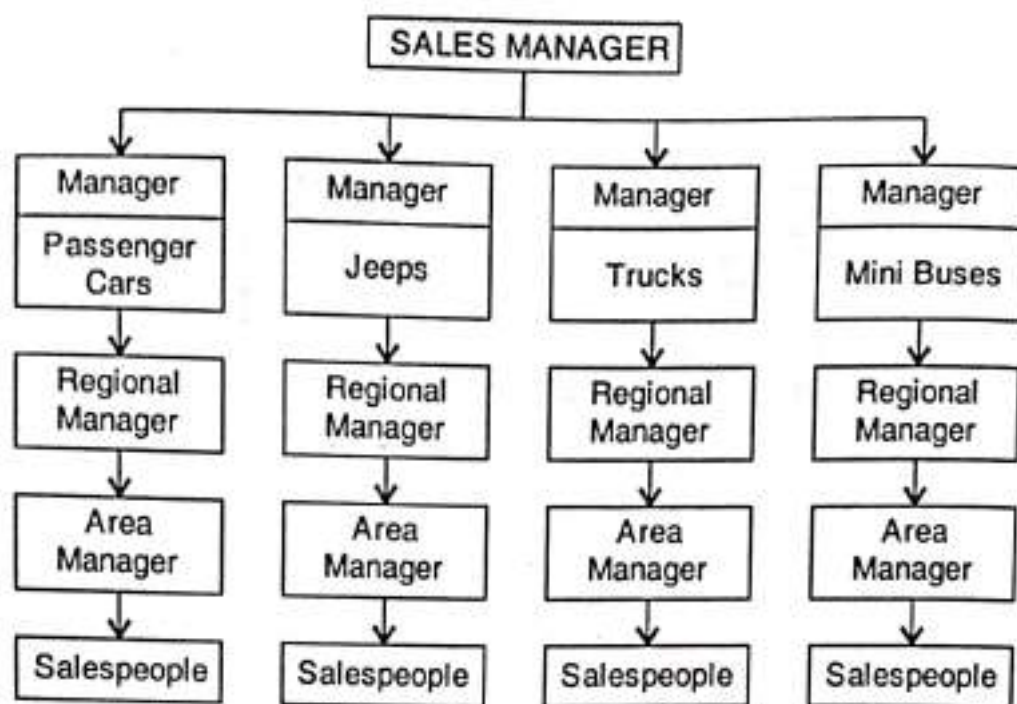 SALES MANAGER
Manager
Passenger
Cars
Manager
Jeeps
Manager
Trucks
Manager
Mini Buses
Regional
Manager
Regional
Manager
Regional
Manager
Regional
Manager
Area
Manager
Area
Manager
Area
Manager
Area
Manager
Salespeople
Salespeople
Salespeople
Salespeople